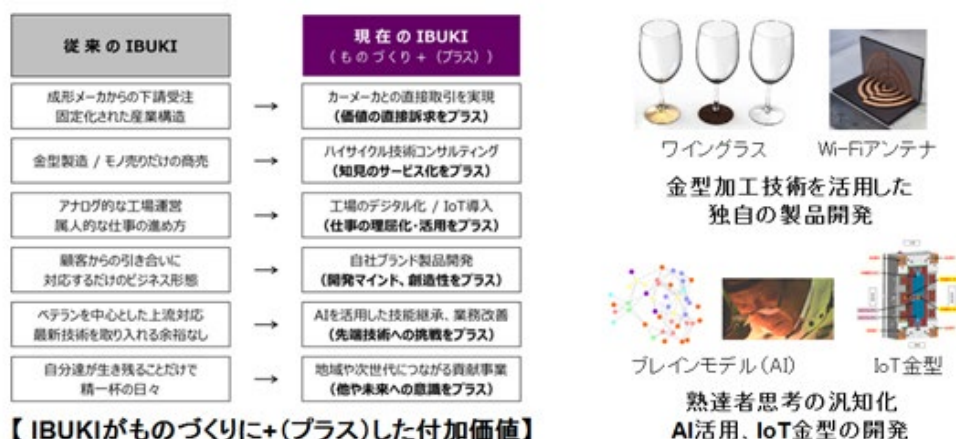 従来のIBUKI
現在のIBUKI
(ものづくり+(プラス))
成形メーカからの下請受注
固定化された産業構造
→
カーメーカとの直接取引を実現
(価値の直接訴求をプラス)
金型製造 / モノ売りだけの商売
→
ハイサイクル技術コンサルティング
(知見のサービス化をプラス)
アナログ的な工場運営
属人的な仕事の進め方
→
工場のデジタル化 / IoT導入
(仕事の理屈化・活用をプラス)
顧客からの引き合いに
対応するだけのビジネス形態
→
自社ブランド製品開発
(開発マインド、創造性をプラス)
ベテランを中心とした上流対応
最新技術を取り入れる余裕なし
→
AIを活用した技能継承、業務改善
(先端技術への挑戦をプラス)
自分達が生き残ることだけで
精一杯の日々
→
地域や次世代につながる貢献事業
(他や未来への意識をプラス)
【 IBUKIがものづくりに+(プラス)した付加価値】
ワイングラス
Wi-Fiアンテナ
金型加工技術を活用した
独自の製品開発
ブレインモデル(AI)
IoT金型
熟達者思考の汎知化
AI活用、IoT金型の開発